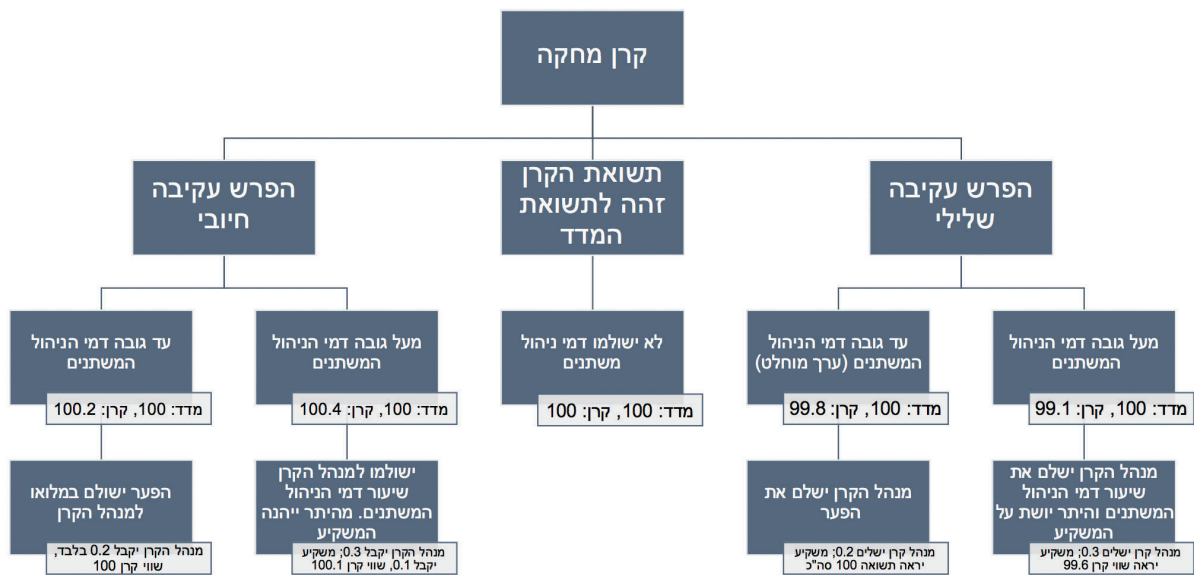 קרן מחקה
הפרש עקיבה
שלילי
תשואת הקרן
זהה לתשואת
המדד
הפרש עקיבה
חיובי
מעל גובה דמי הניהול
המשתנים
מדד: 100, קרן: 99.1
עד גובה דמי הניהול
המשתנים (ערך מוחלט)
מדד: 100, קרן: 99.8
לא ישולמו דמי ניהול
משתנים
מדד: 100, קרן: 100
מעל גובה דמי הניהול
המשתנים
מדד: 100, קרן: 100.4
עד גובה דמי הניהול
המשתנים
מדד: 100, קרן: 100.2
מנהל הקרן ישלם את
שיעור דמי הניהול
המשתנים והיתר יושת על
המשקיע
מנהל קרן ישלם 0.3; משקיע
יראה שווי קרן 99.6
מנהל הקרן ישלם את
הפער
מנהל קרן ישלים 0.2; משקיע
יראה תשואה 100 סה"כ
ישולמו למנהל הקרן
שיעור דמי הניהול
המשתנים. מהיתר ייהנה
המשקיע
מנהל הקרן יקבל 0.3; משקיע
יקבל 0.1, שווי קרן 100.1
הפער ישולם במלואו
למנהל הקרן
מנהל הקרן יקבל 0.2 בלבד,
שווי קרן 100